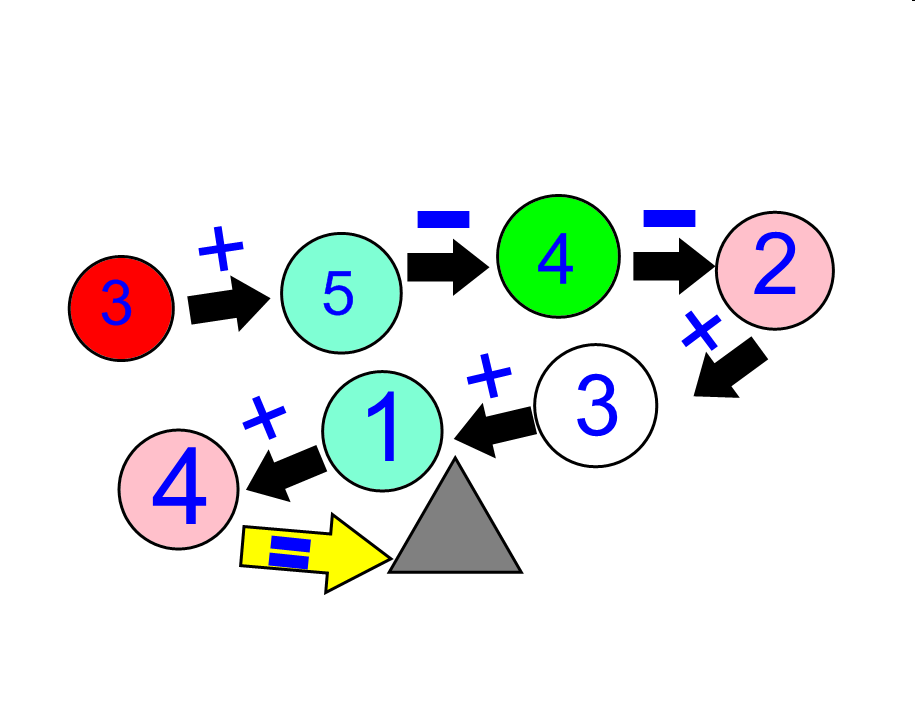 3 + 5 − 4 − 2
+ 3 + 1 + 4
=